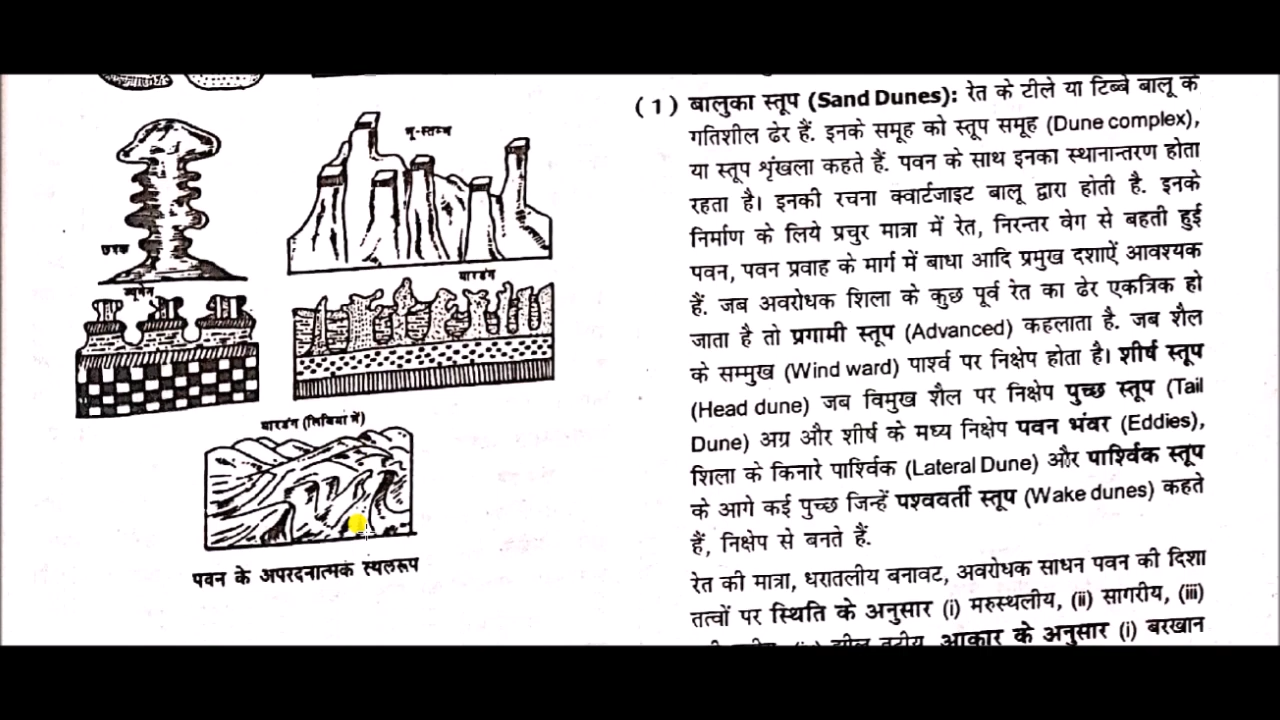 भू-स्तम्भ
छत्रक
ज्यूगेन
यारडंग
यारडंग (लिबिया में)
पवन के अपरदनात्मक स्थलरूप
(1) बालुका स्तूप (Sand Dunes): रेत के टीले या टिब्बे बालू के
गतिशील ढेर हैं. इनके समूह को स्तूप समूह (Dune complex),
या स्तूप शृंखला कहते हैं. पवन के साथ इनका स्थानान्तरण होता
रहता है। इनकी रचना क्वार्टजाइट बालू द्वारा होती है. इनके
निर्माण के लिये प्रचुर मात्रा में रेत, निरन्तर वेग से बहती हुई
पवन, पवन प्रवाह के मार्ग में बाधा आदि प्रमुख दशाऐं आवश्यक
हैं. जब अवरोधक शिला के कुछ पूर्व रेत का ढेर एकत्रिक हो
जाता है तो प्रगामी स्तूप (Advanced) कहलाता है. जब शैल
के सम्मुख (Wind ward) पार्श्व पर निक्षेप होता है। शीर्ष स्तूप
(Head dune) जब विमुख शैल पर निक्षेप पुच्छ स्तूप (Tail
Dune) अग्र और शीर्ष के मध्य निक्षेप पवन भंवर (Eddies),
शिला के किनारे पार्श्विक (Lateral Dune) और पार्श्विक स्तूप
के आगे कई पुच्छ जिन्हें पश्ववर्ती स्तूप (Wake dunes) कहते
हैं, निक्षेप से बनते हैं.
रेत की मात्रा, धरातलीय बनावट, अवरोधक साधन पवन की दिशा
तत्वों पर स्थिति के अनुसार (i) मरुस्थलीय, (ii) सागरीय, (iii)
झील तटीय, आकार के अनुसार (i) बरखान